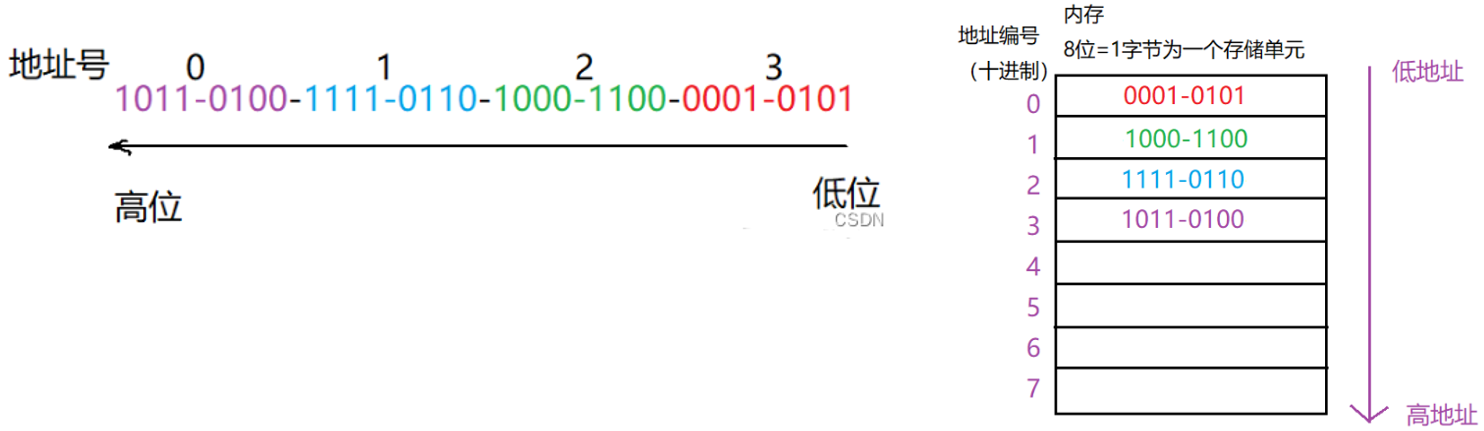 地址号 0 1 2 3
1011-0100-1111-0110-1000-1100-0001-0101
高位
低位
CSDN
内存
地址编号
8位=1字节为一个存储单元
（十进制）
低地址
0 0001-0101
1 1000-1100
2 1111-0110
3 1011-0100
4
5
6
7
高地址